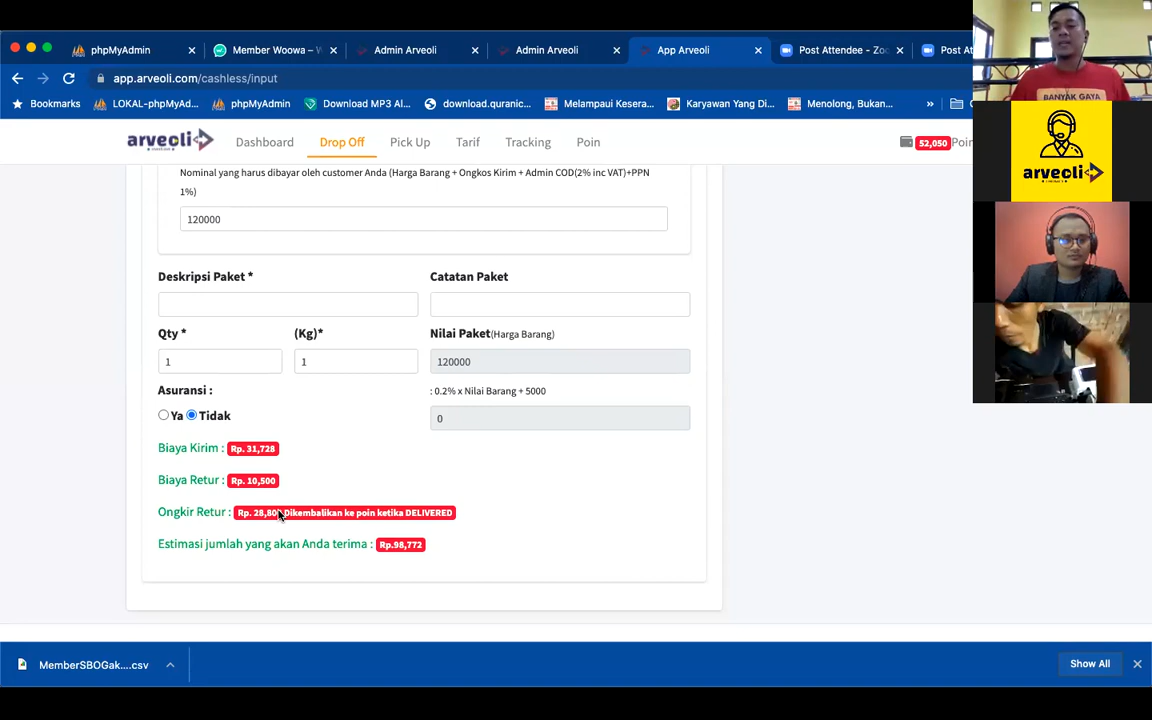 phpMyAdmin
Member Woowa – W
Admin Arveoli
Admin Arveoli
App Arveoli
Post Attendee - Zoo
Post At
app.arveoli.com/cashless/input
Bookmarks
LOKAL-phpMyAd...
phpMyAdmin
Download MP3 Al...
download.quranic...
Melampaui Kesera...
Karyawan Yang Di...
Menolong, Bukan...
»
arveoli
Dashboard
Drop Off
Pick Up
Tarif
Tracking
Poin
52,050
Poin
BANYAK GAYA
arveoli
Nominal yang harus dibayar oleh customer Anda (Harga Barang + Ongkos Kirim + Admin COD(2% inc VAT)+PPN
1%)
120000
Deskripsi Paket *
Catatan Paket
Qty *
(Kg)*
Nilai Paket(Harga Barang)
1
1
120000
Asuransi :
: 0.2% x Nilai Barang + 5000
Ya
Tidak
0
Biaya Kirim : Rp. 31,728
Biaya Retur : Rp. 10,500
Ongkir Retur : Rp. 28,80 Dikembalikan ke poin ketika DELIVERED
Estimasi jumlah yang akan Anda terima : Rp.98,772
MemberSBOGak....csv
Show All